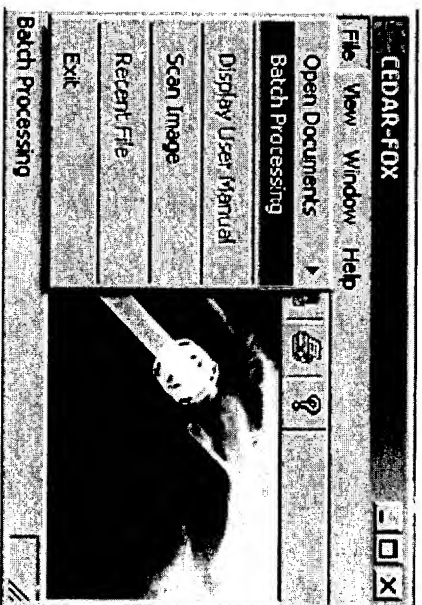 CEDAR-FOX
File View Window Help
Open Documents
Batch Processing
Display User Manual
Scan Image
Recent File
Exit
Batch Processing